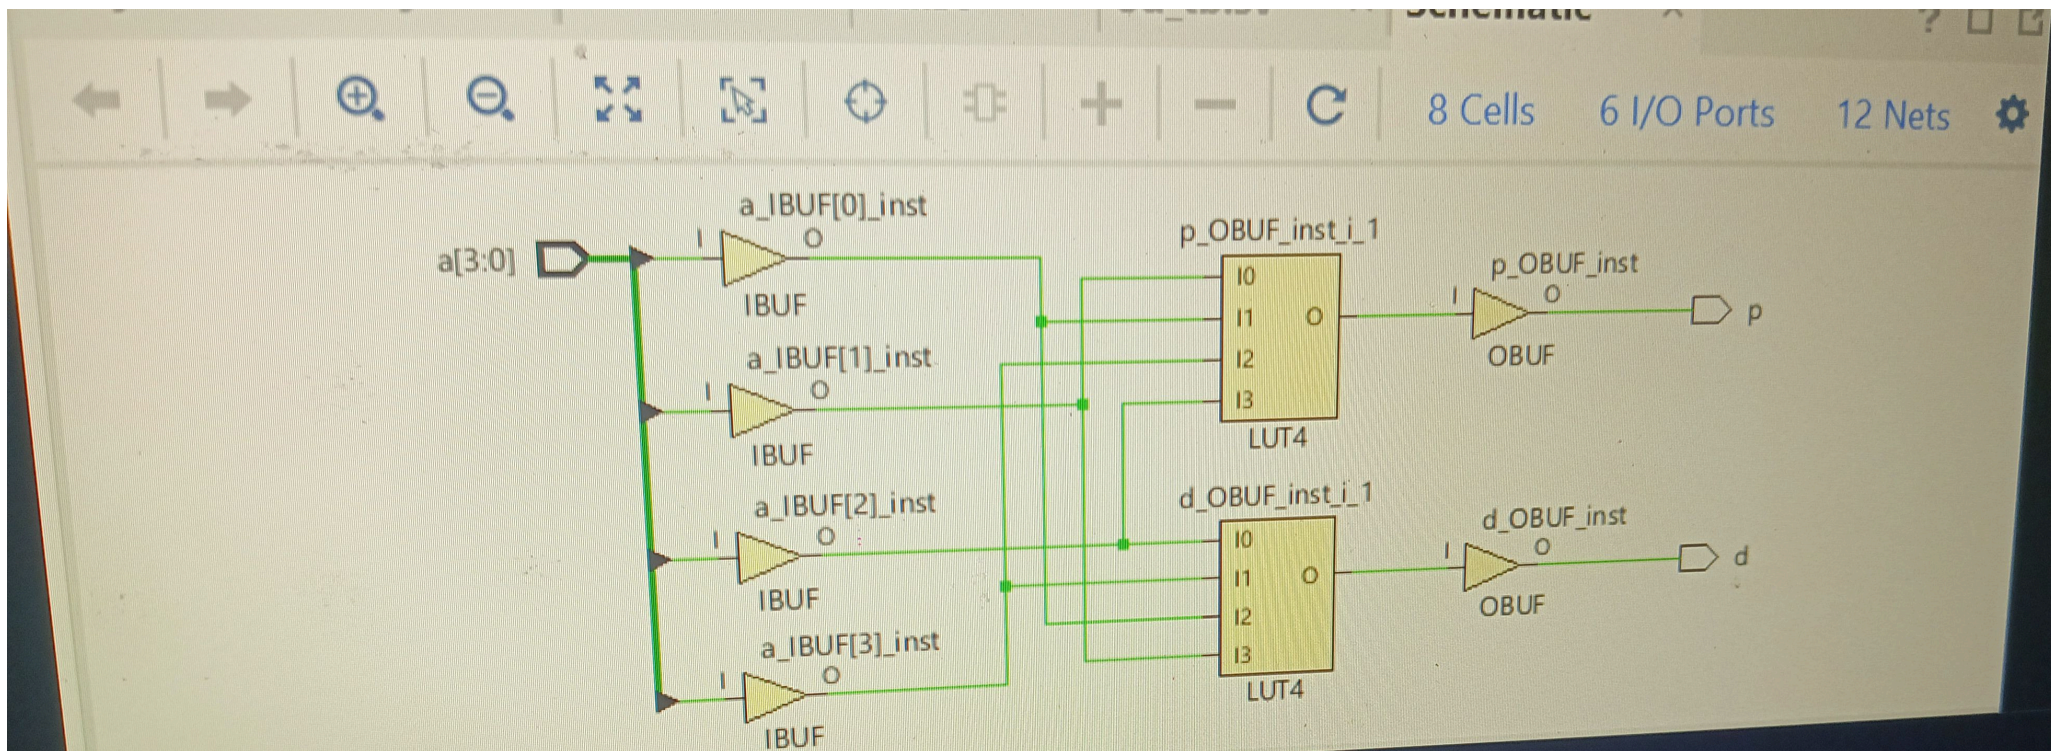 Schematic
8 Cells 6 I/O Ports 12 Nets
a[3:0]
a_IBUF[0]_inst
I O
IBUF
a_IBUF[1]_inst
I O
IBUF
a_IBUF[2]_inst
I O
IBUF
a_IBUF[3]_inst
I O
IBUF
p_OBUF_inst_i_1
I0
I1 O
I2
I3
LUT4
p_OBUF_inst
I O
OBUF
p
d_OBUF_inst_i_1
I0
I1 O
I2
I3
LUT4
d_OBUF_inst
I O
OBUF
d